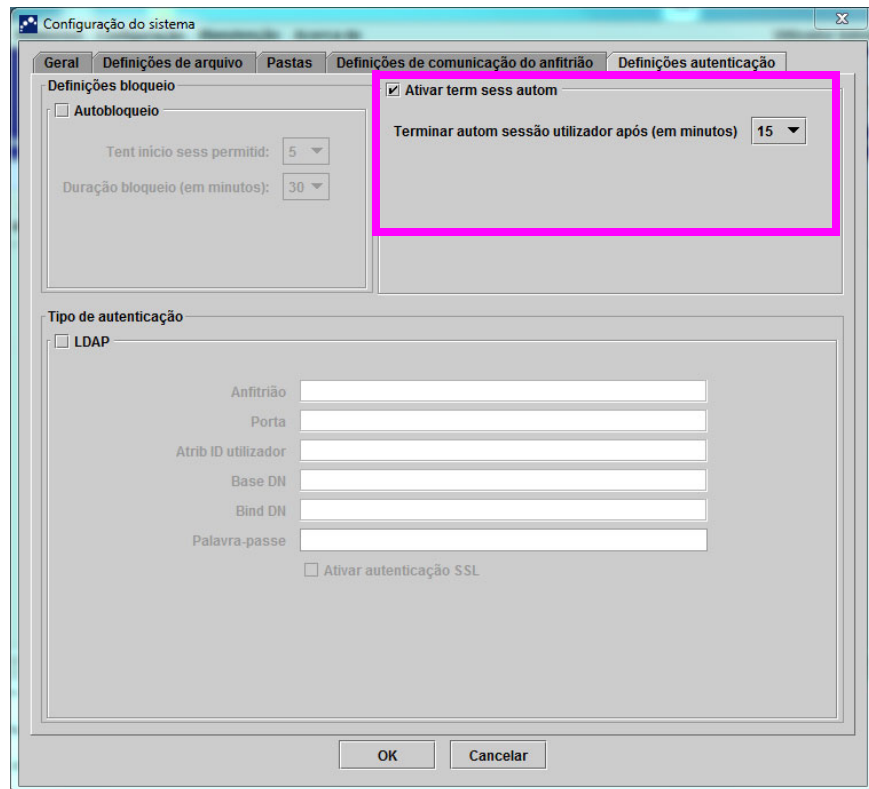 Configuração do sistema
Geral Definições de arquivo Pastas Definições de comunicação do anfitrião Definições autenticação
Definições bloqueio
Autobloqueio
Tent início sess permitid: 5
Duração bloqueio (em minutos): 30
Ativar term sess autom
Terminar autom sessão utilizador após (em minutos) 15
Tipo de autenticação
LDAP
Anfitrião
Porta
Atrib ID utilizador
Base DN
Bind DN
Palavra-passe
Ativar autenticação SSL
OK Cancelar